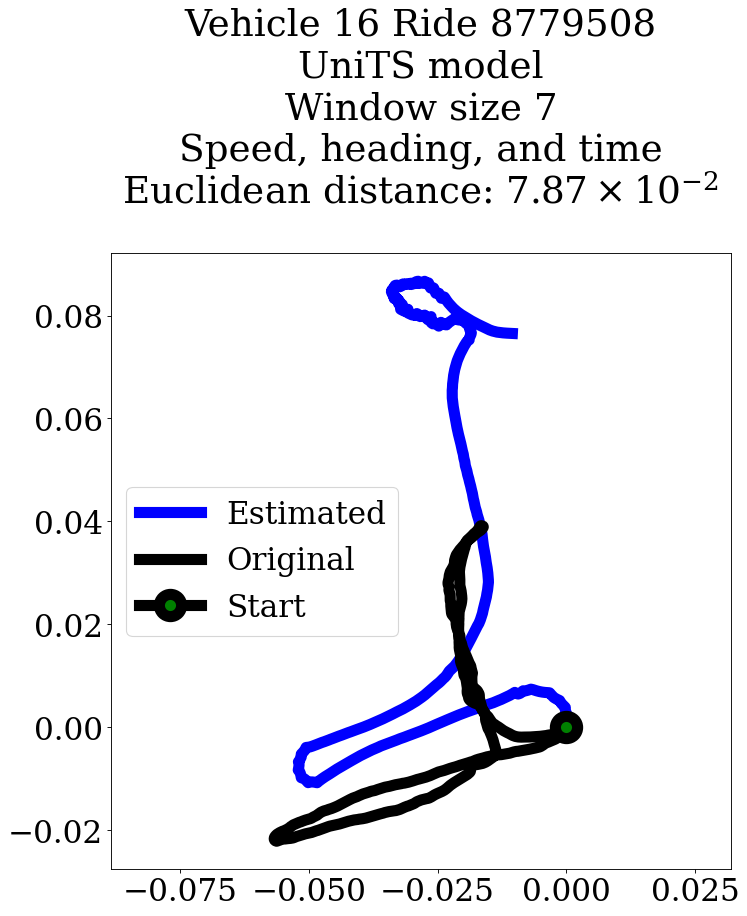 Vehicle 16 Ride 8779508
UniTS model
Window size 7
Speed, heading, and time
Euclidean distance: $7.87 \times 10^{-2}$
0.08
0.06
0.04
0.02
0.00
−0.02
Estimated
Original
Start
−0.075 −0.050 −0.025 0.000 0.025